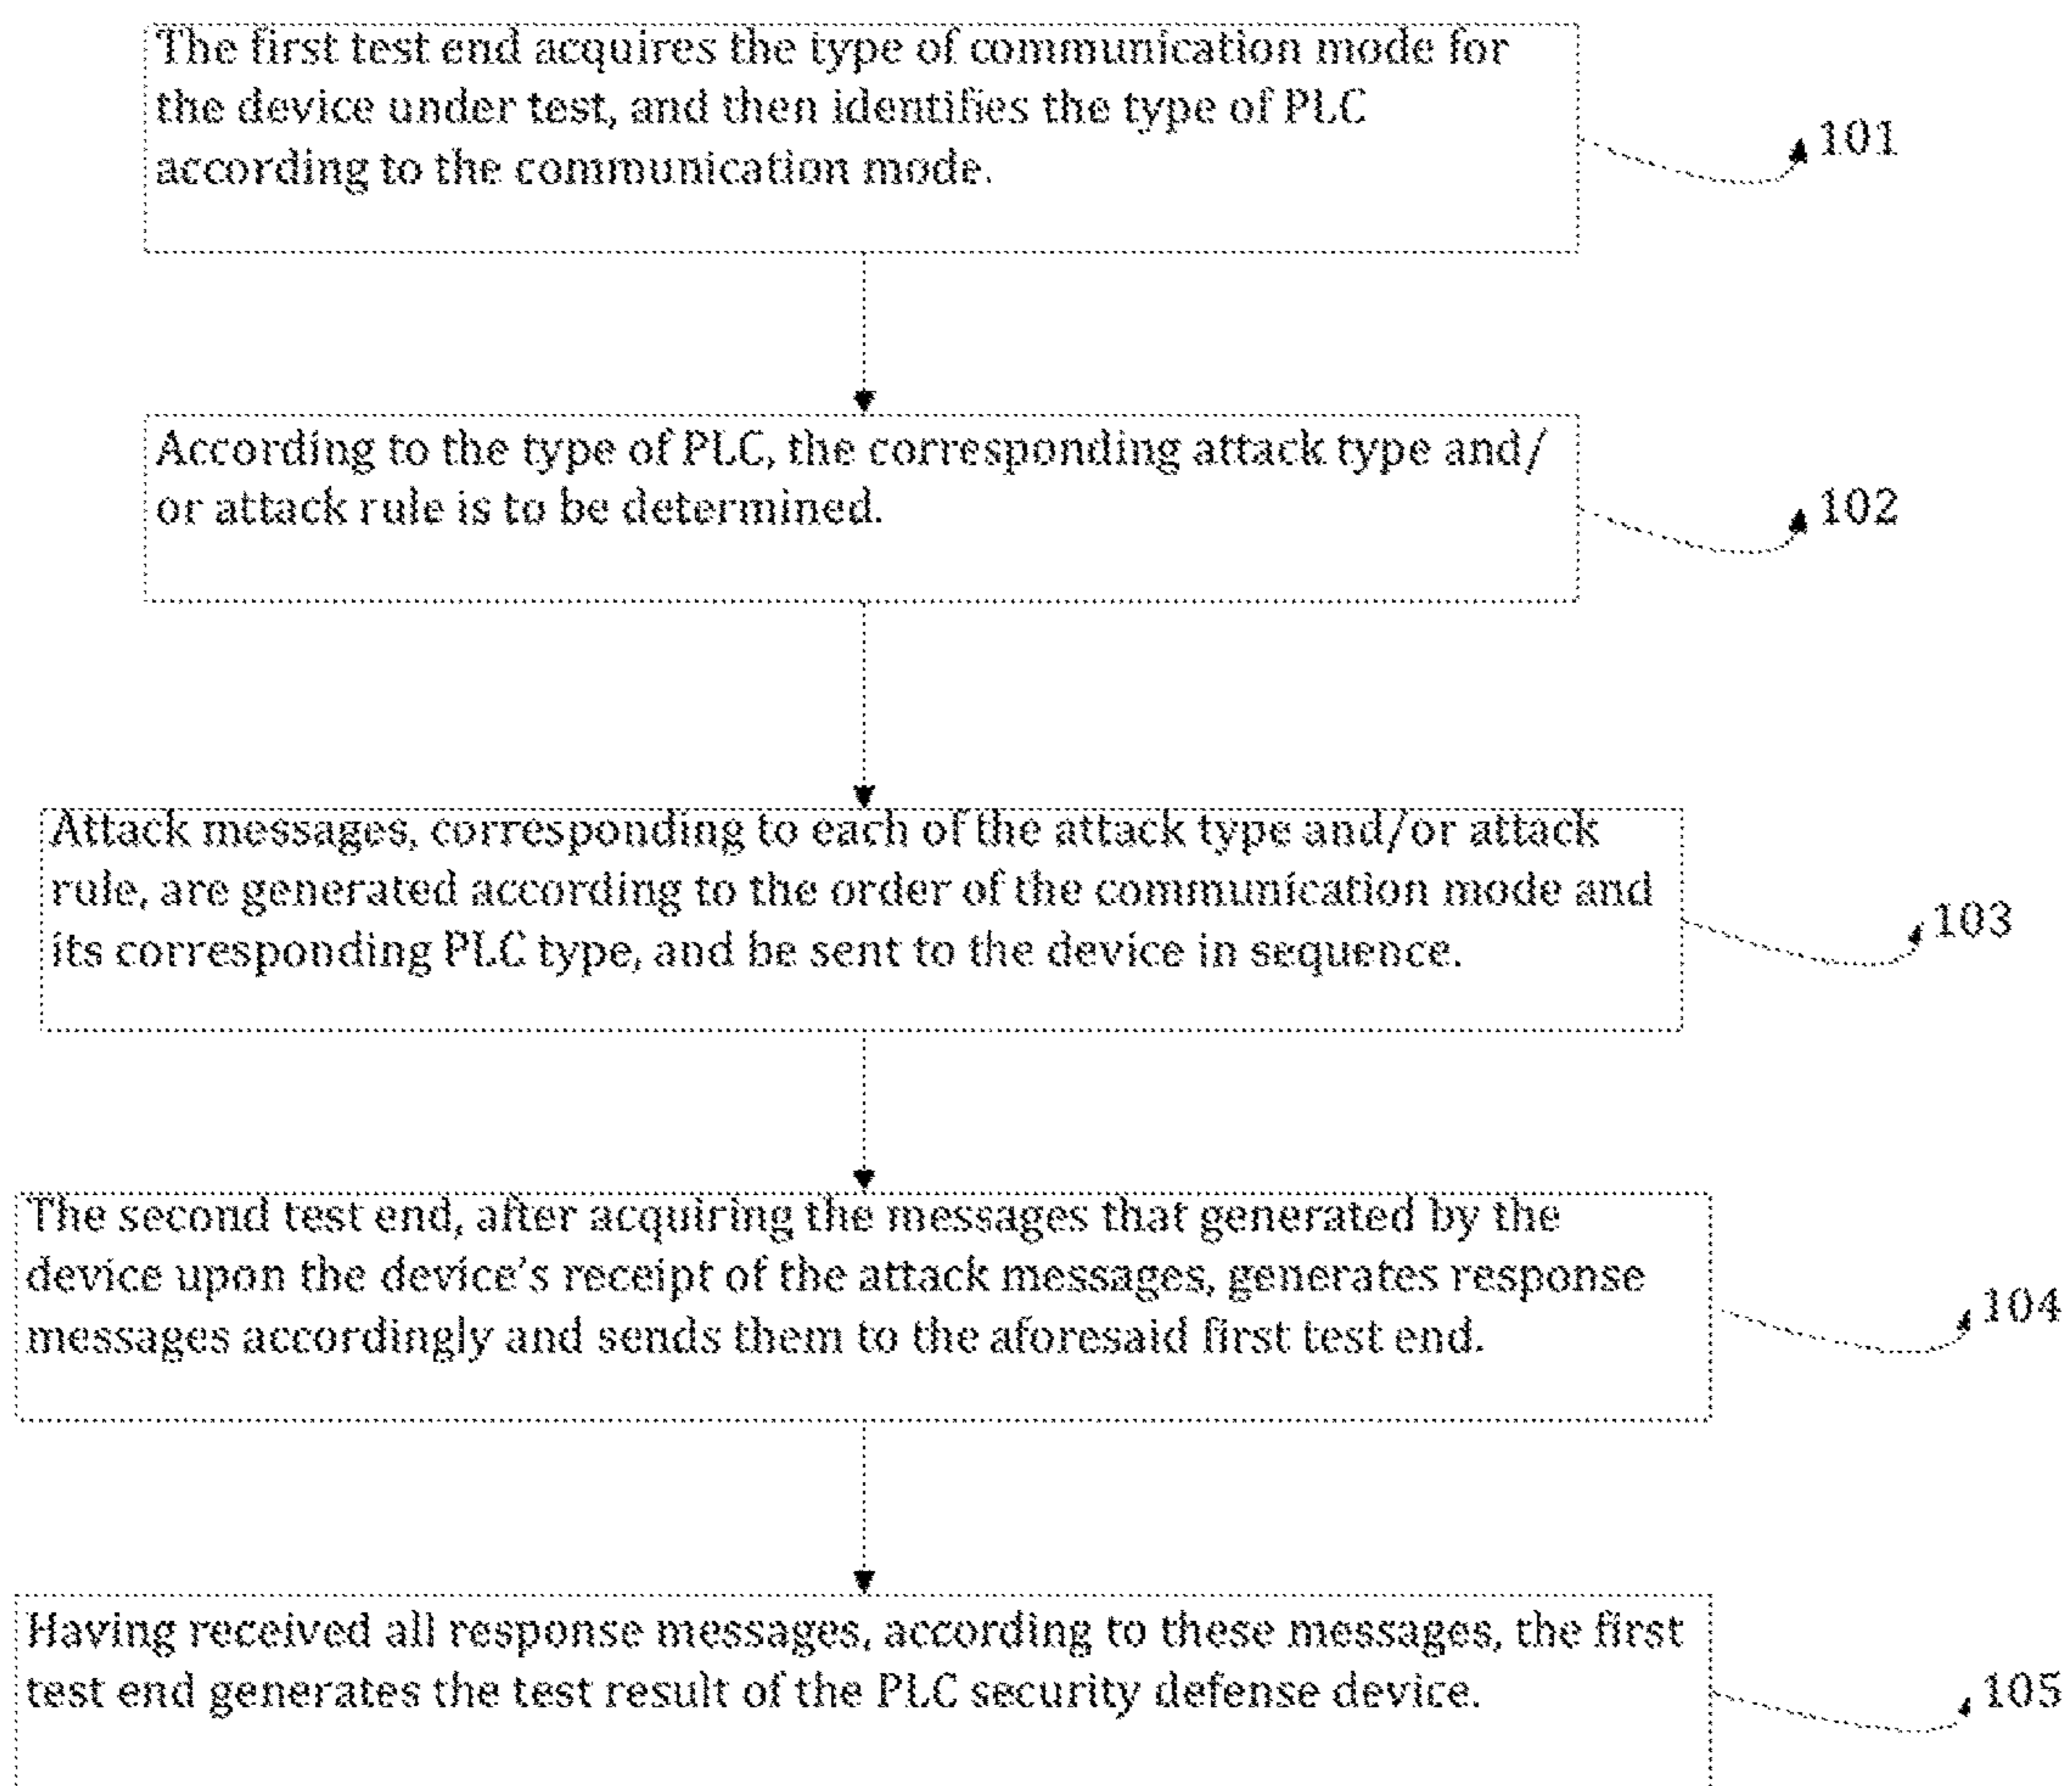 The first test end acquires the type of communication mode for
the device under test, and then identifies the type of PLC
according to the communication mode.
101
According to the type of PLC, the corresponding attack type and/
or attack rule is to be determined.
102
Attack messages, corresponding to each of the attack type and/or attack
rule, are generated according to the order of the communication mode and
its corresponding PLC type, and be sent to the device in sequence.
103
The second test end, after acquiring the messages that generated by the
device upon the device's receipt of the attack messages, generates response
messages accordingly and sends them to the aforesaid first test end.
104
Having received all response messages, according to these messages, the first
test end generates the test result of the PLC security defense device.
105